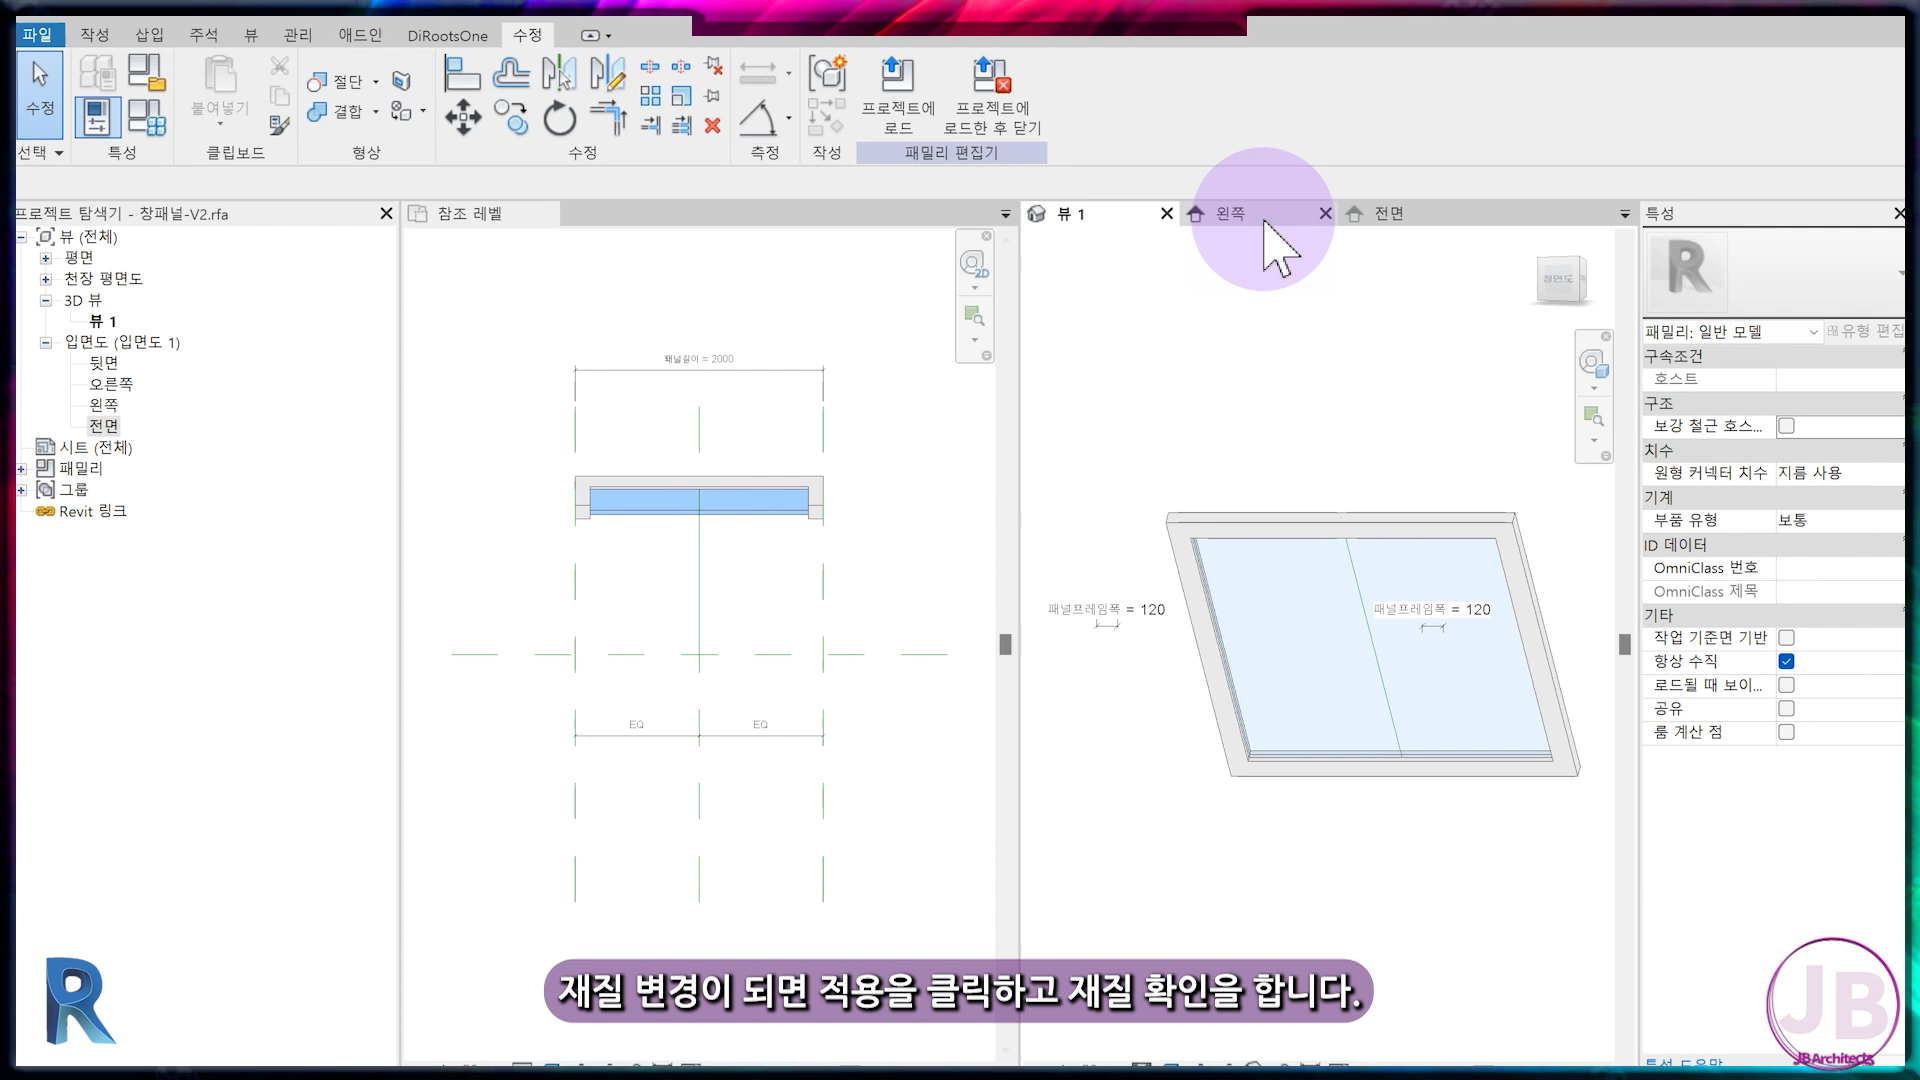 파일 작성 삽입 주석 뷰 관리 애드인 DiRootsOne 수정
수정
붙여넣기
절단
결합
프로젝트에
로드
프로젝트에
로드한 후 닫기
선택 특성 클립보드 형상 수정 측정 작성 패밀리 편집기
프로젝트 탐색기 - 창패널-V2.rfa
참조 레벨
뷰 1
왼쪽
전면
특성
뷰 (전체)
평면
천장 평면도
3D 뷰
뷰 1
입면도 (입면도 1)
뒷면
오른쪽
왼쪽
전면
시트 (전체)
패밀리
그룹
Revit 링크
2D
패널길이 = 2000
EQ
EQ
정면도
패널프레임폭 = 120
패널프레임폭 = 120
R
패밀리: 일반 모델
유형 편집
구속조건
호스트
구조
보강 철근 호스...
치수
원형 커넥터 치수 지름 사용
기계
부품 유형 보통
ID 데이터
OmniClass 번호
OmniClass 제목
기타
작업 기준면 기반
항상 수직
로드될 때 보이...
공유
룸 계산 점
재질 변경이 되면 적용을 클릭하고 재질 확인을 합니다.
R
JB
JB Architects